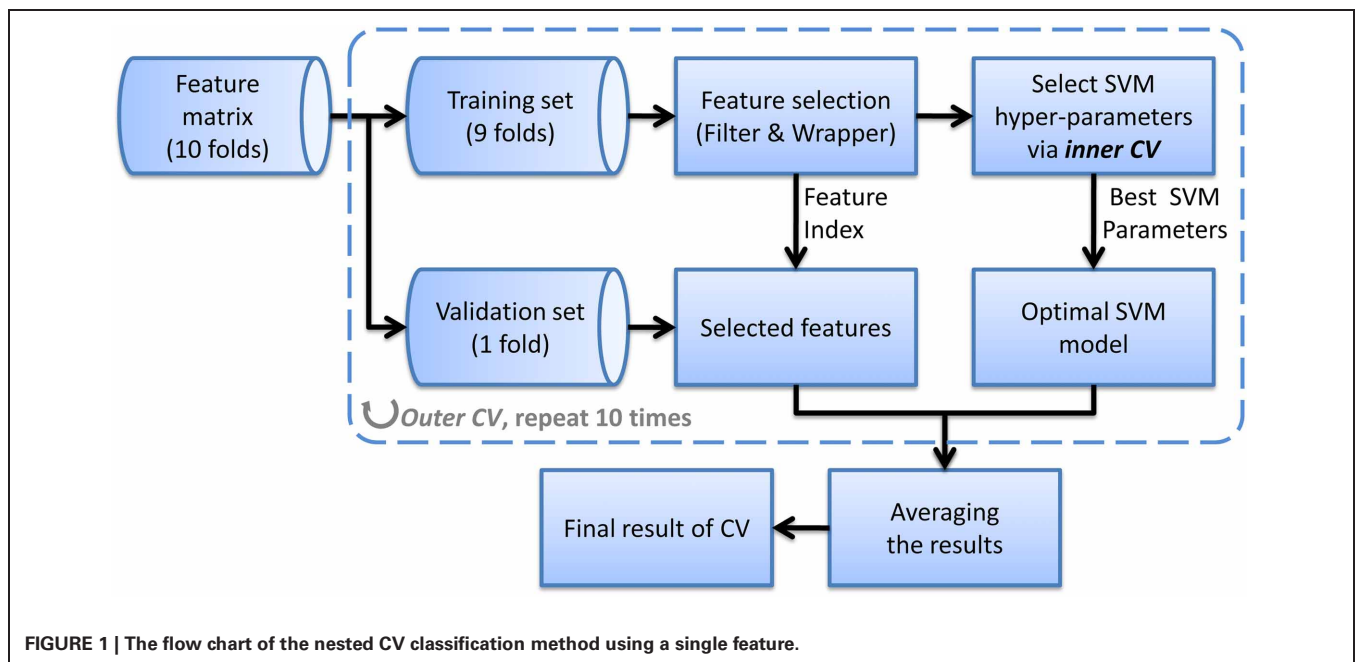 Feature
matrix
(10 folds)
Training set
(9 folds)
Feature selection
(Filter & Wrapper)
Select SVM
hyper-parameters
via inner CV
Feature
Index
Best SVM
Parameters
Validation set
(1 fold)
Selected features
Optimal SVM
model
Outer CV, repeat 10 times
Final result of CV
Averaging
the results
FIGURE 1 | The flow chart of the nested CV classification method using a single feature.